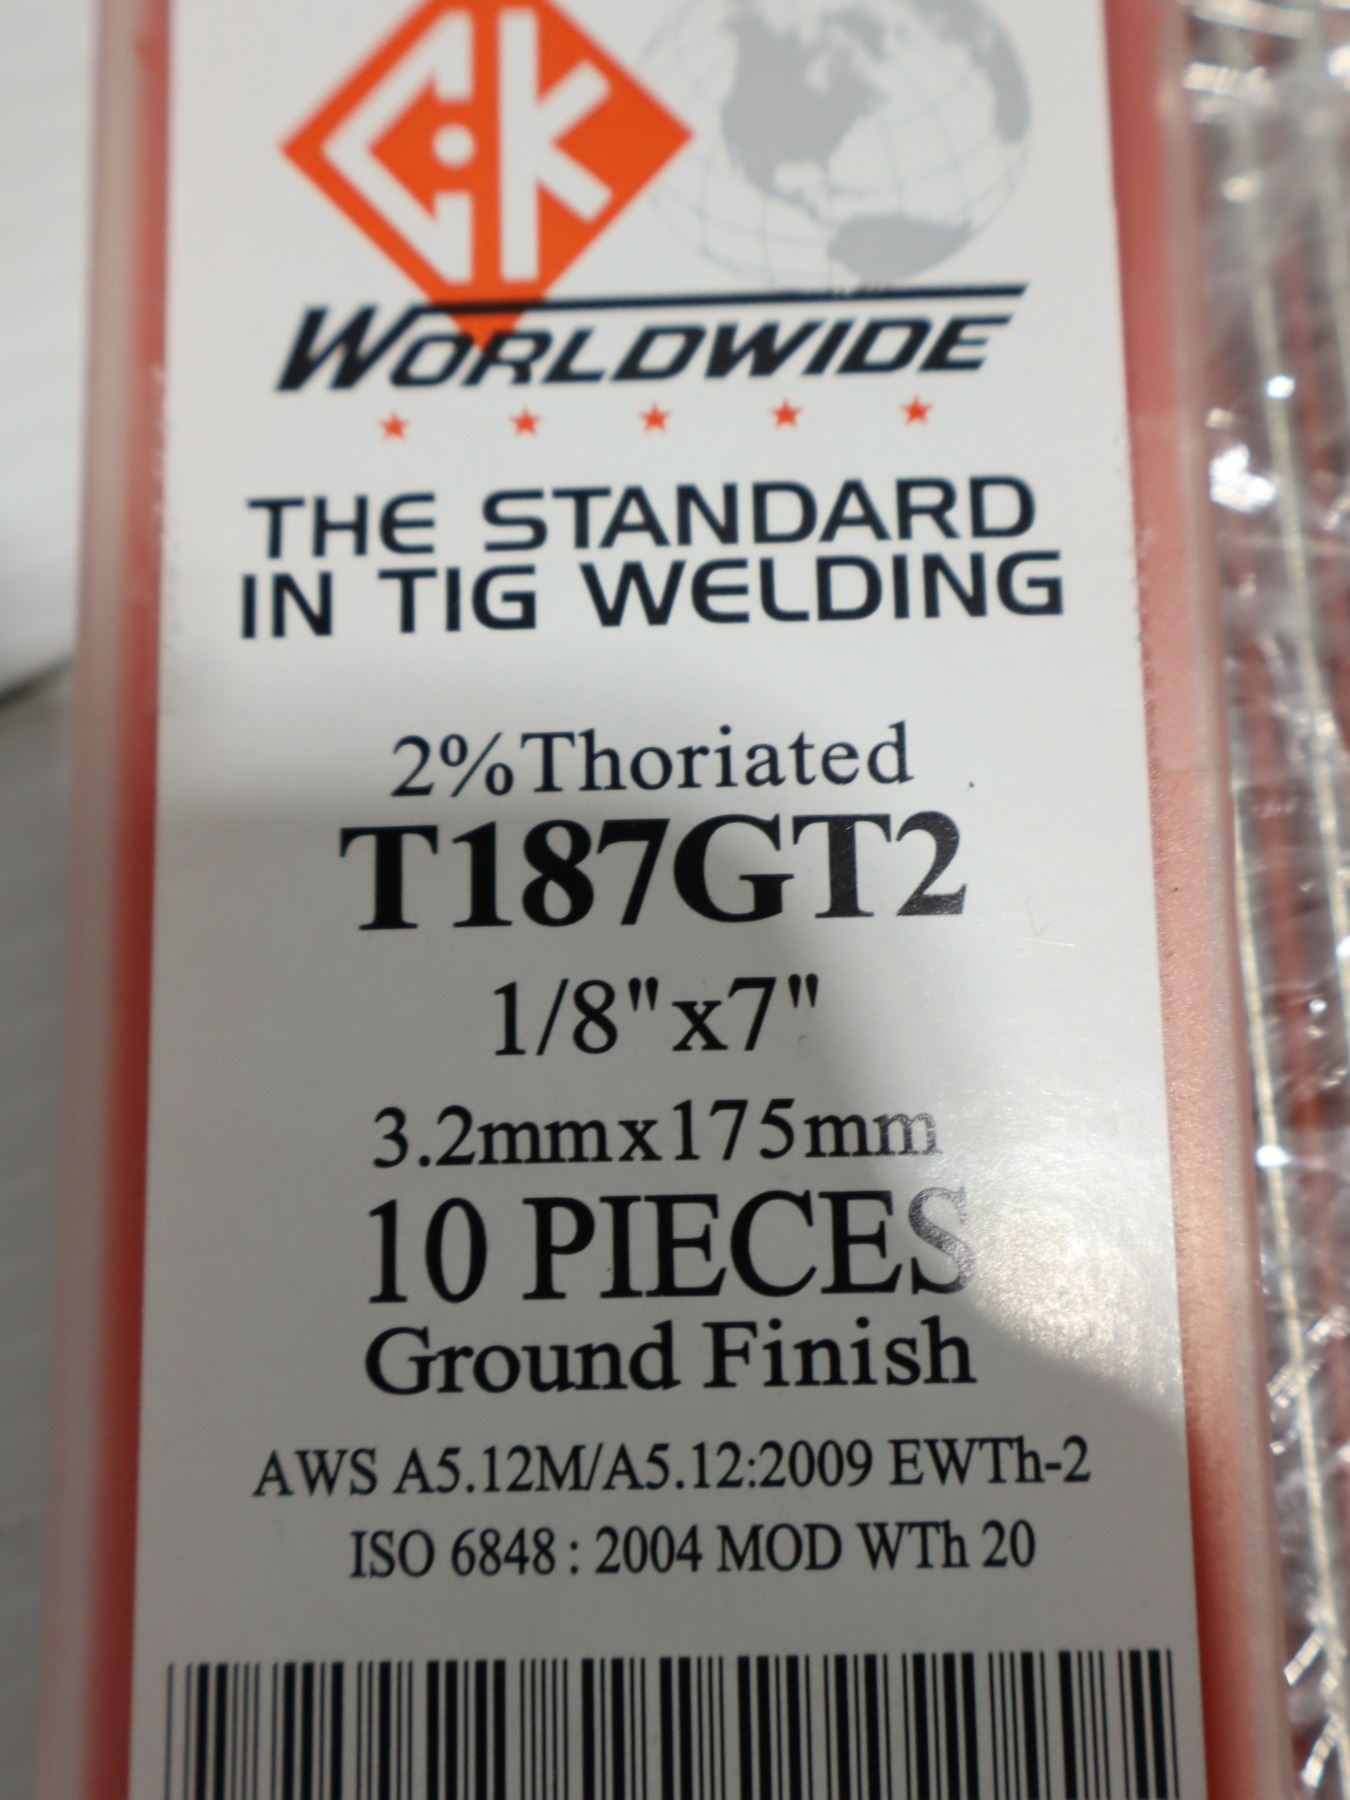 CK
WORLDWIDE
THE STANDARD
IN TIG WELDING
2%Thoriated
T187GT2
1/8"x7"
3.2mmx175mm
10 PIECES
Ground Finish
AWS A5.12M/A5.12:2009 EWTh-2
ISO 6848 : 2004 MOD WTh 20